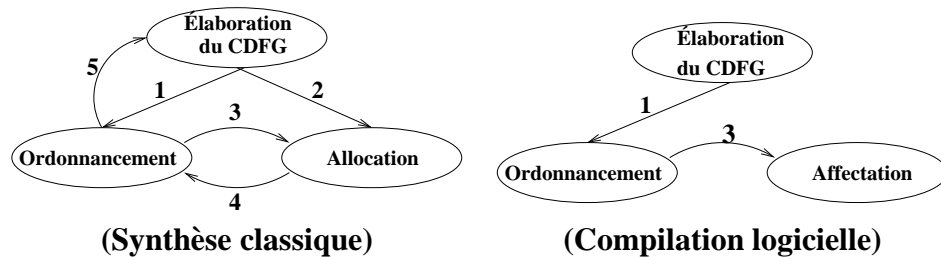 Élaboration
du CDFG
5
1
2
3
Ordonnancement
Allocation
4
(Synthèse classique)
Élaboration
du CDFG
1
3
Ordonnancement
Affectation
(Compilation logicielle)